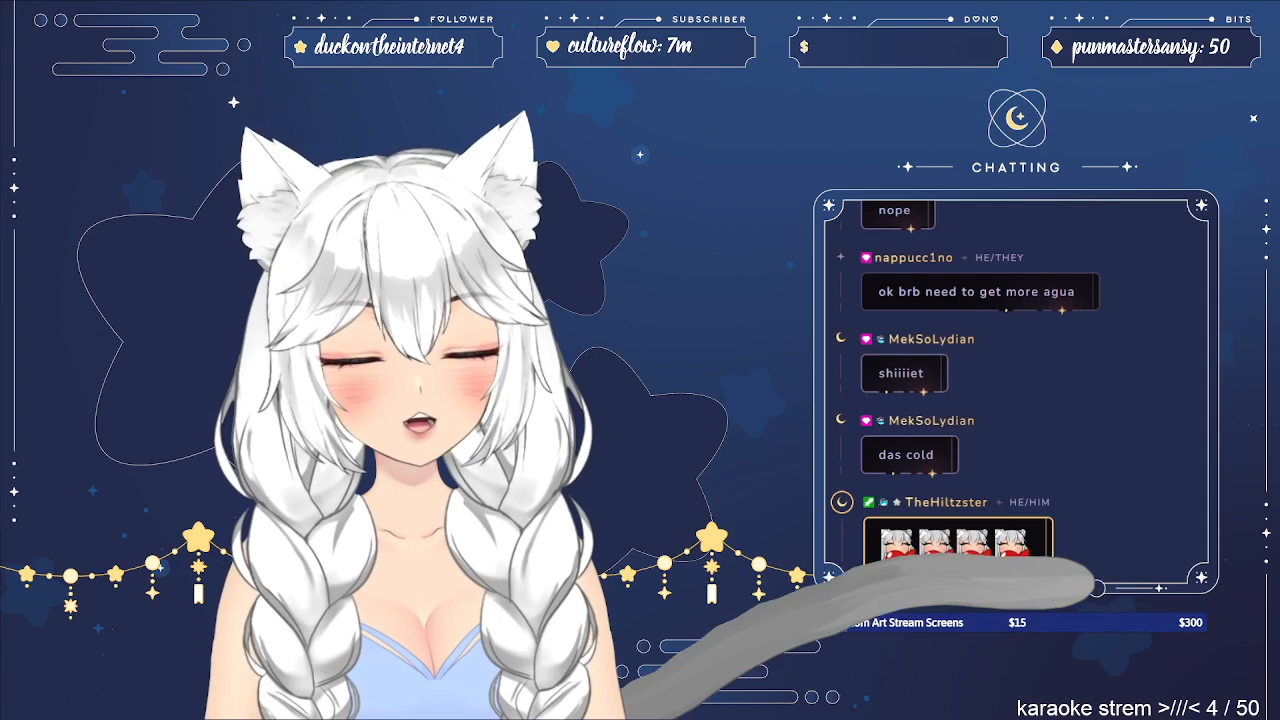 FOLLOWER
duckontheinternet4
SUBSCRIBER
cultureflow: 7m
DONO
$
BITS
punmastersansy: 50
CHATTING
nope
nappucc1no HE/THEY
ok brb need to get more agua
MekSoLydian
shiiiiet
MekSoLydian
das cold
TheHiltzster HE/HIM
Art Stream Screens $15 $300
karaoke strem >///< 4 / 50